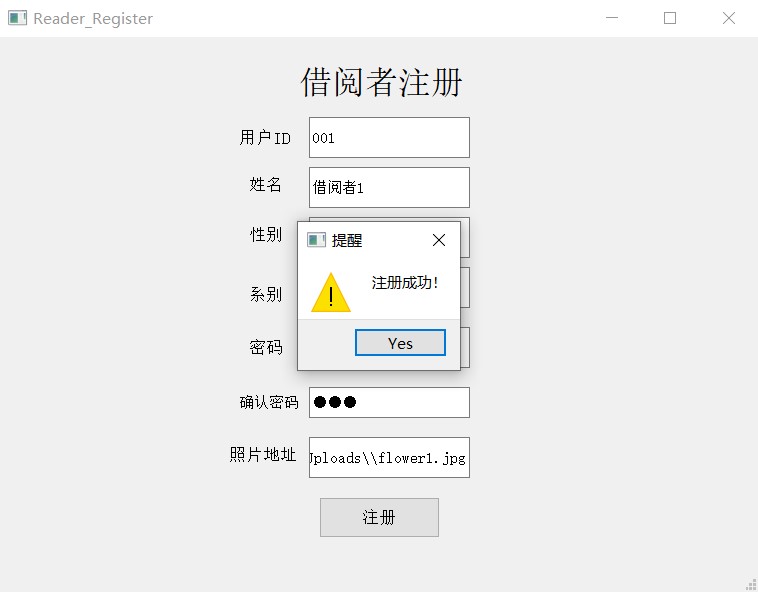 Reader_Register
借阅者注册
用户ID
001
姓名
借阅者1
性别
提醒
注册成功!
系别
Yes
密码
确认密码
●●●
照片地址
Uploads\\flower1.jpg
注册